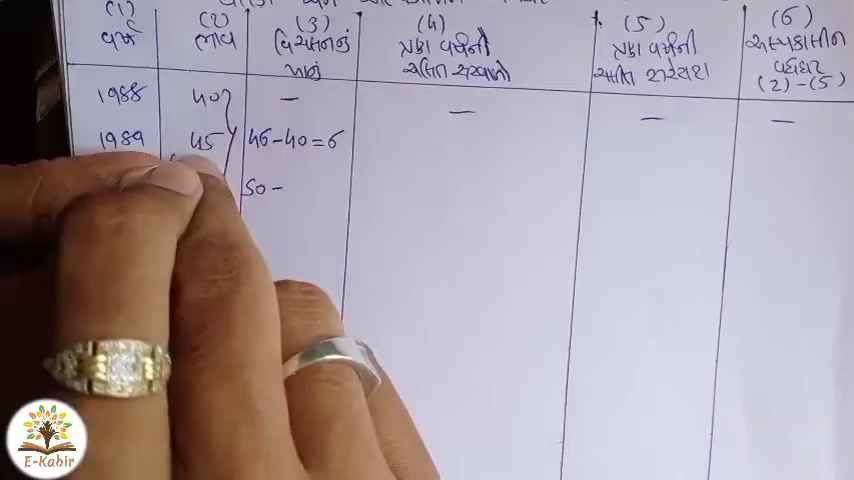 (1) (2) (3) (4) (5) (6)
વર્ષ ભાવ વિચલનનું ત્રણ વર્ષની ત્રણ વર્ષની અલ્પકાલીન
ખાનું ચલિત સરવાળો ચલિત સરેરાશ વધઘટ
(2) - (5)
1988 40 — — — —
1989 45 46 - 40 = 6
50 -
E-Kabir